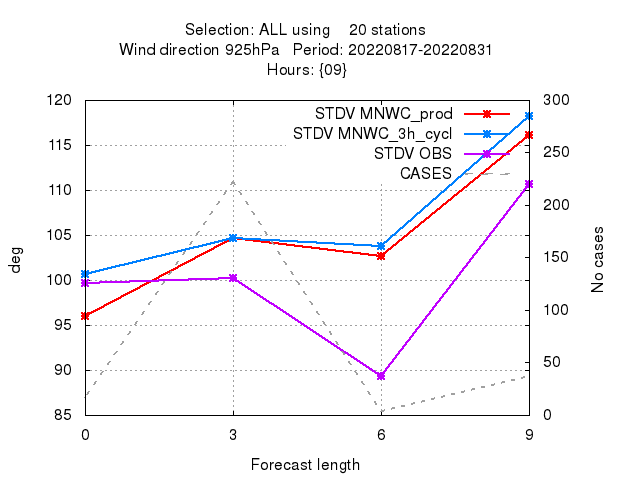 Selection: ALL using    20 stations
Wind direction 925hPa   Period: 20220817-20220831
Hours: {09}
STDV MNWC_prod
STDV MNWC_3h_cycl
STDV OBS
CASES
120
115
110
105
100
95
90
85
300
250
200
150
100
50
0
deg
No cases
0 3 6 9
Forecast length